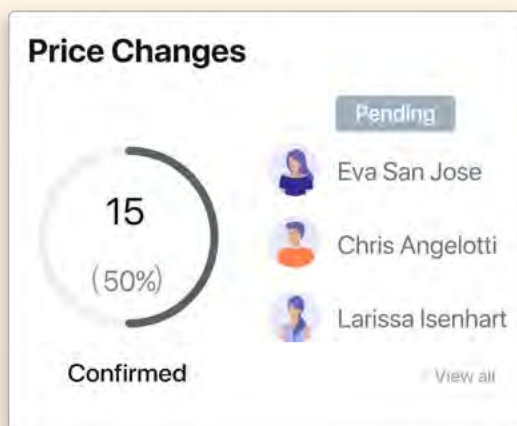 Price Changes
Pending
15
(50%)
Eva San Jose
Chris Angelotti
Larissa Isenhart
Confirmed
View all